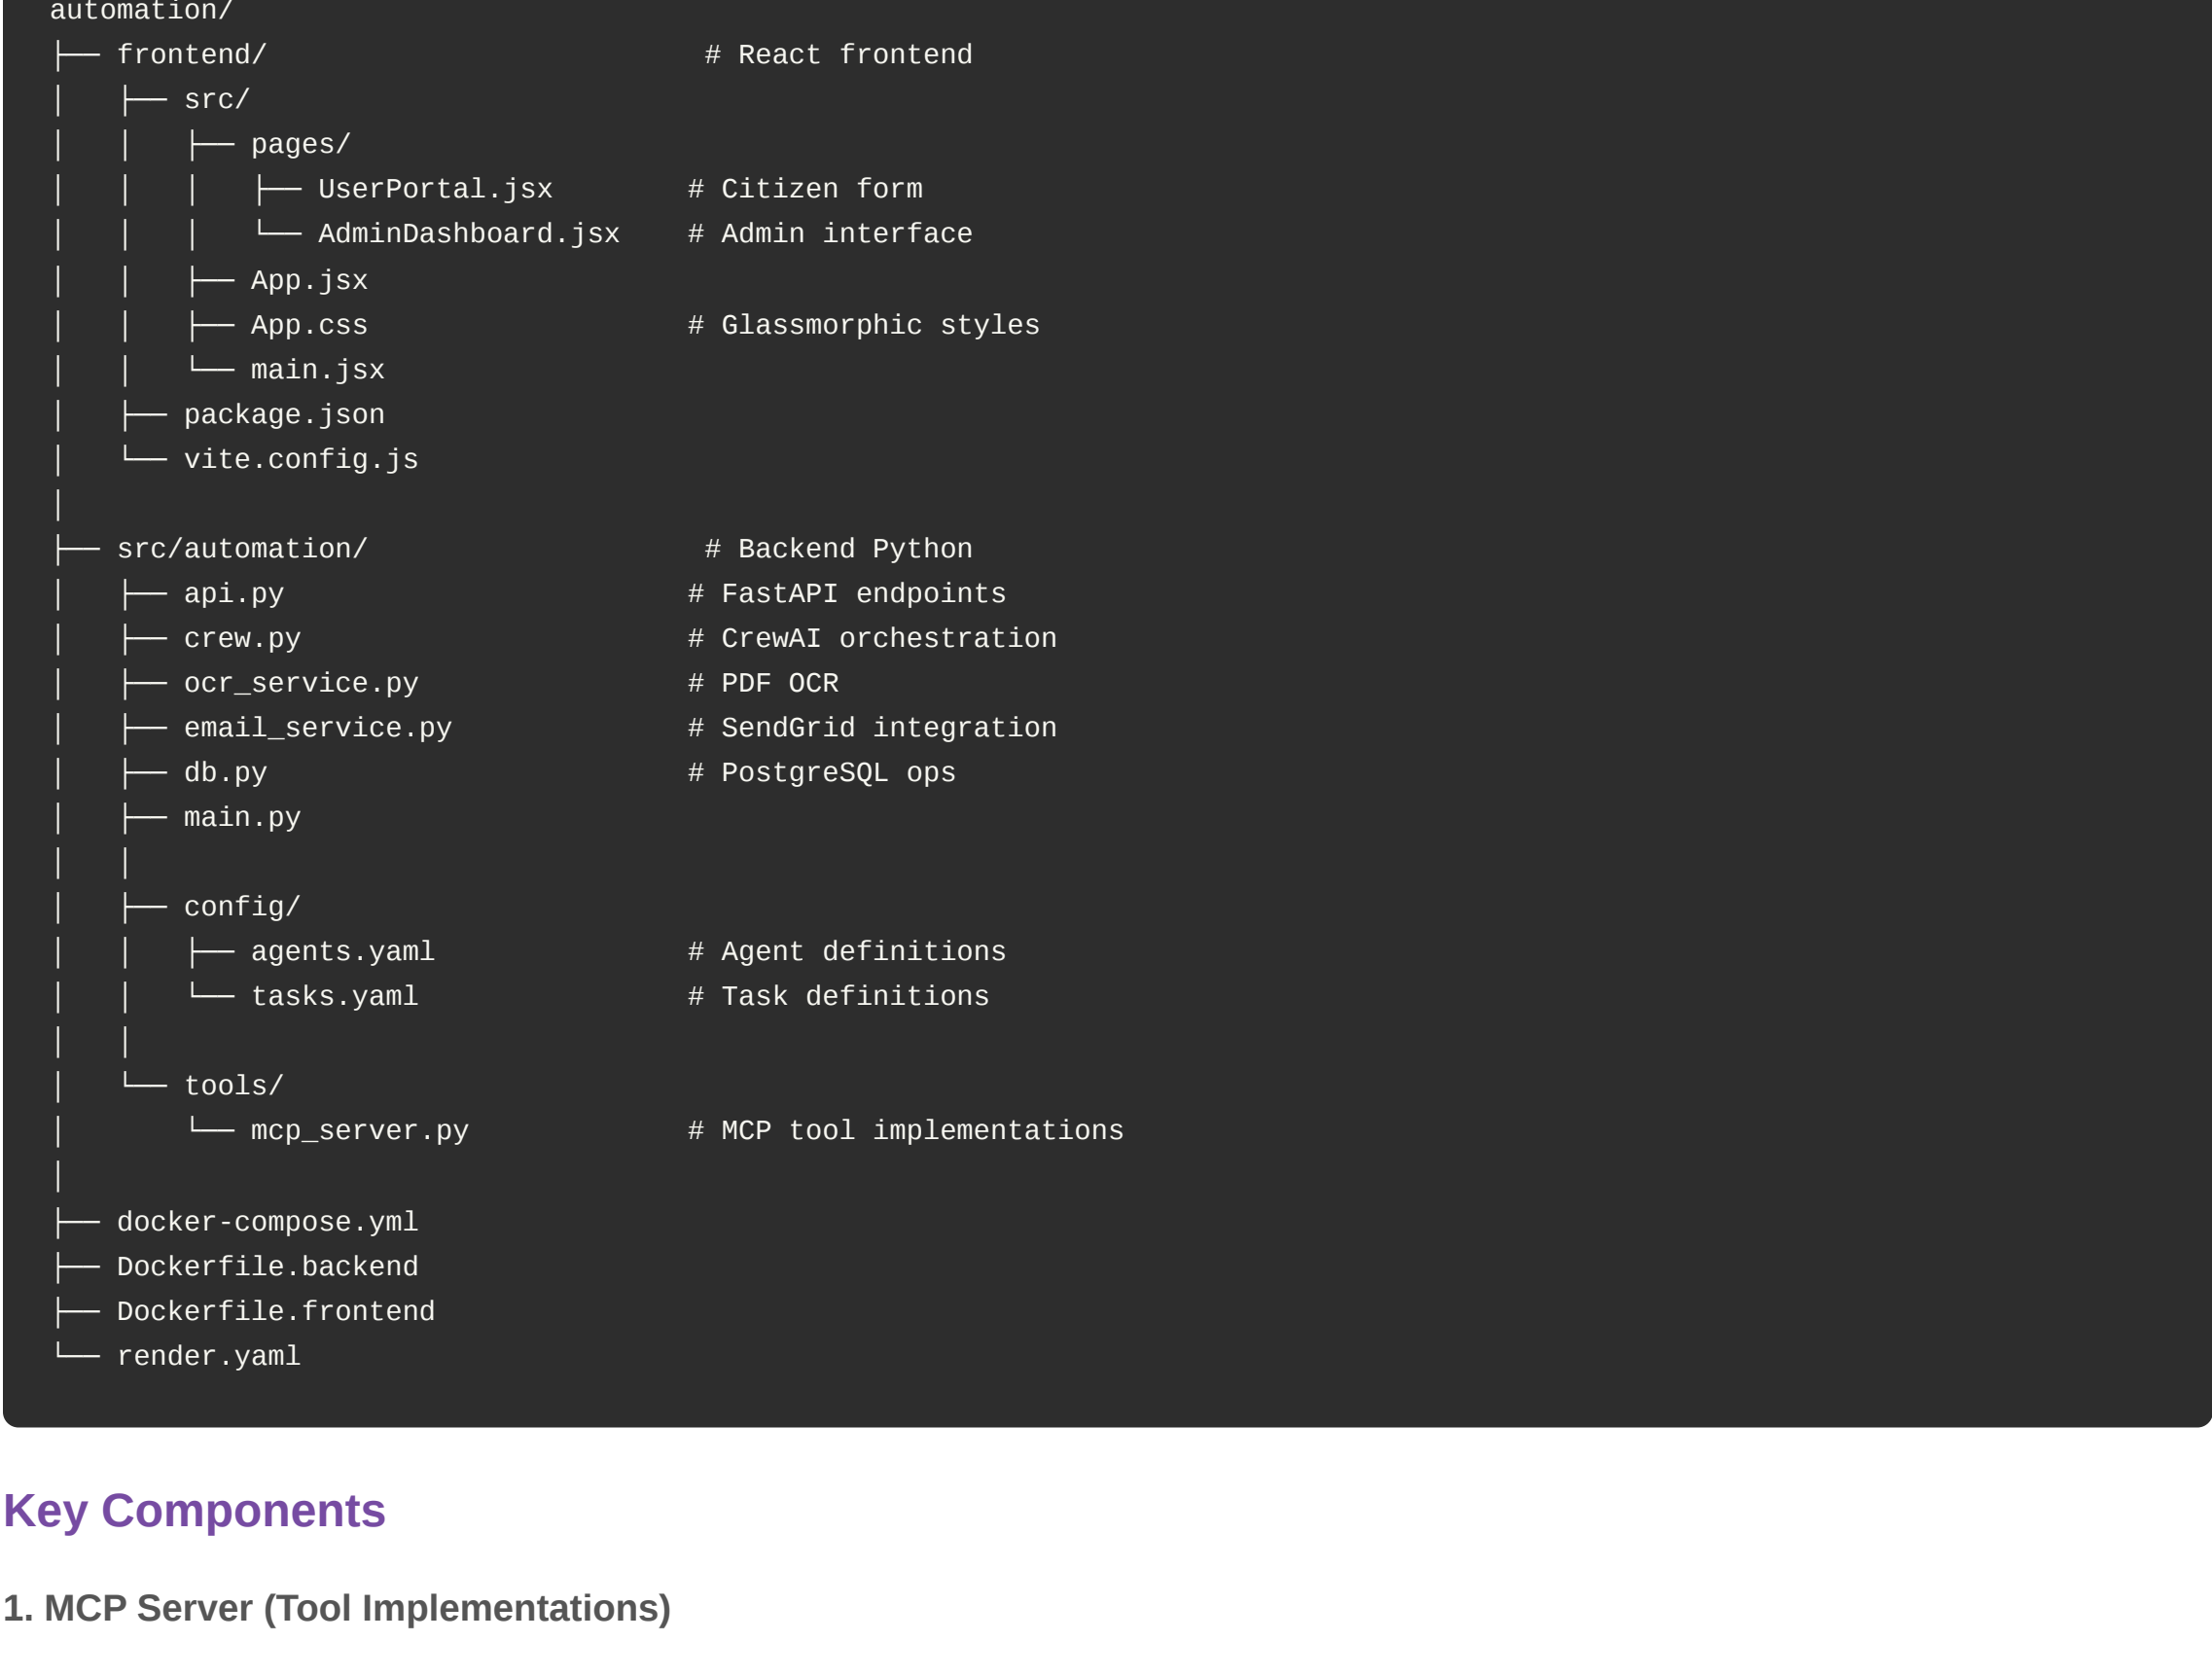 automation/
├── frontend/                          # React frontend
│   ├── src/
│   │   ├── pages/
│   │   │   ├── UserPortal.jsx        # Citizen form
│   │   │   └── AdminDashboard.jsx    # Admin interface
│   │   ├── App.jsx
│   │   ├── App.css                   # Glassmorphic styles
│   │   └── main.jsx
│   ├── package.json
│   └── vite.config.js
│
├── src/automation/                    # Backend Python
│   ├── api.py                        # FastAPI endpoints
│   ├── crew.py                       # CrewAI orchestration
│   ├── ocr_service.py                # PDF OCR
│   ├── email_service.py              # SendGrid integration
│   ├── db.py                         # PostgreSQL ops
│   ├── main.py
│   │
│   ├── config/
│   │   ├── agents.yaml               # Agent definitions
│   │   └── tasks.yaml                # Task definitions
│   │
│   └── tools/
│       └── mcp_server.py             # MCP tool implementations
│
├── docker-compose.yml
├── Dockerfile.backend
├── Dockerfile.frontend
└── render.yaml
Key Components
1. MCP Server (Tool Implementations)